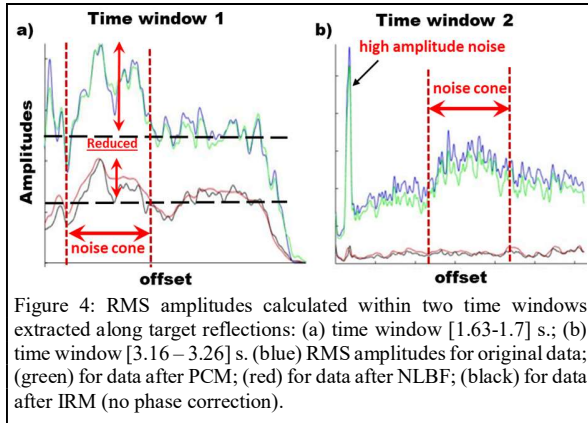 Time window 1
a)
Time window 2
b)
high amplitude noise
noise cone
Reduced
Amplitudes
noise cone
offset
offset
Figure 4: RMS amplitudes calculated within two time windows
extracted along target reflections: (a) time window [1.63-1.7] s.; (b)
time window [3.16 – 3.26] s. (blue) RMS amplitudes for original data;
(green) for data after PCM; (red) for data after NLBF; (black) for data
after IRM (no phase correction).